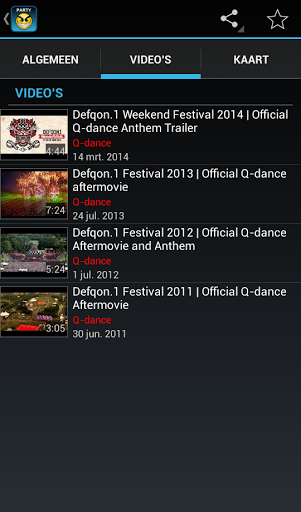 PARTY
ALGEMEEN
VIDEO'S
KAART
VIDEO'S
Defqon.1 Weekend Festival 2014 | Official
Q-dance Anthem Trailer
Q-dance
14 mrt. 2014
1:44
Defqon.1 Festival 2013 | Official Q-dance
aftermovie
Q-dance
24 jul. 2013
7:24
Defqon.1 Festival 2012 | Official Q-dance
Aftermovie and Anthem
Q-dance
1 jul. 2012
5:24
Defqon.1 Festival 2011 | Official Q-dance
Aftermovie
Q-dance
30 jun. 2011
3:05